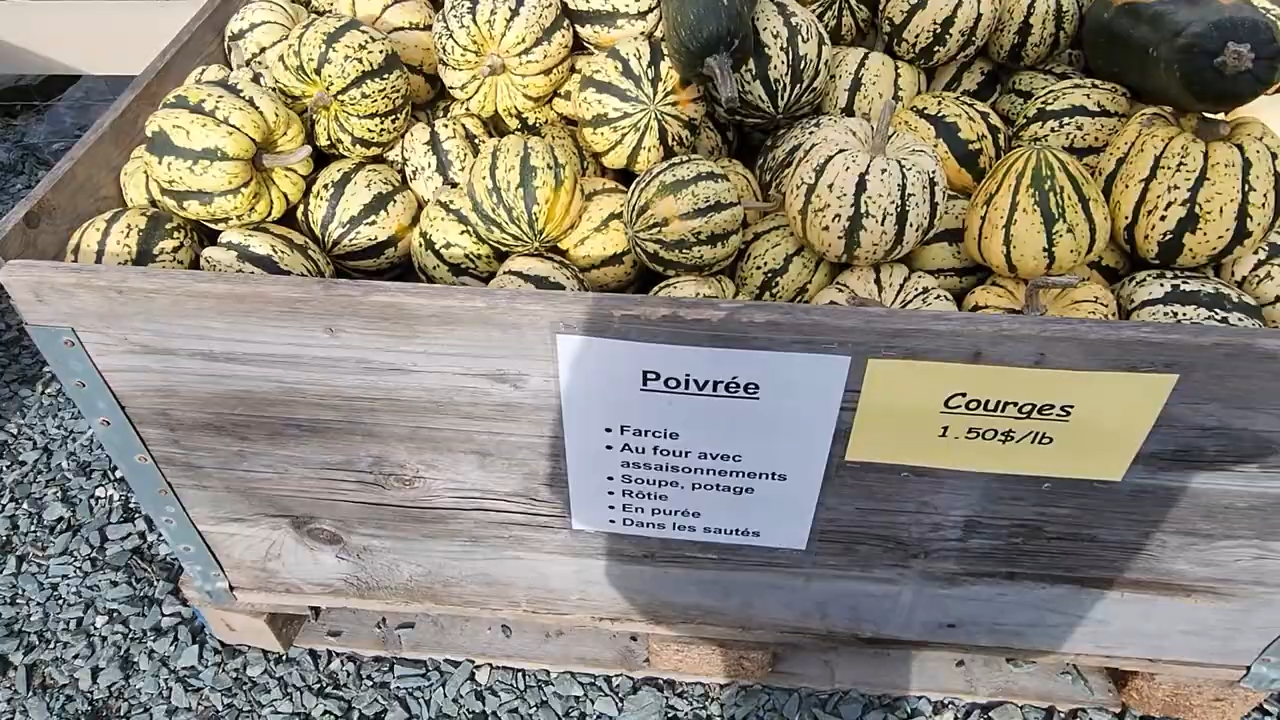 Poivrée
• Farcie
• Au four avec
assaisonnements
• Soupe, potage
• Rôtie
• En purée
• Dans les sautés
Courges
1.50$/lb